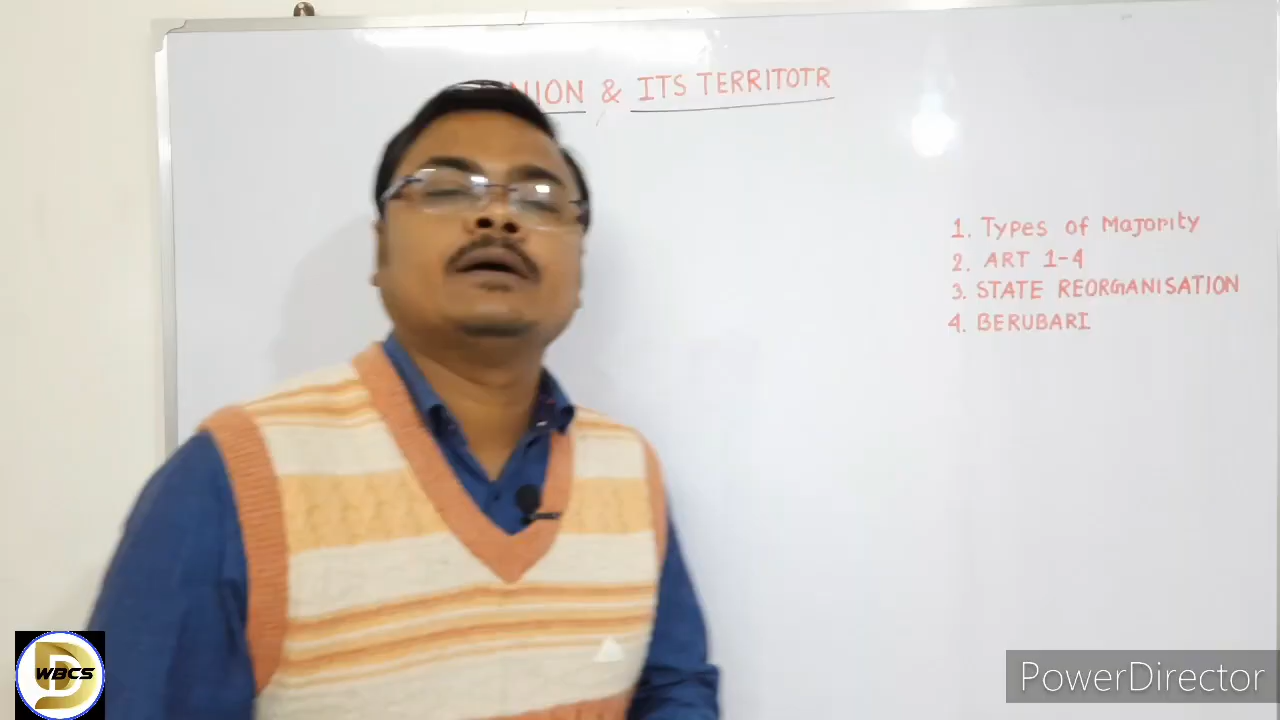 NION & ITS TERRITOTR
1. Types of Majority
2. ART 1-4
3. STATE REORGANISATION
4. BERUBARI
WBCS
PowerDirector